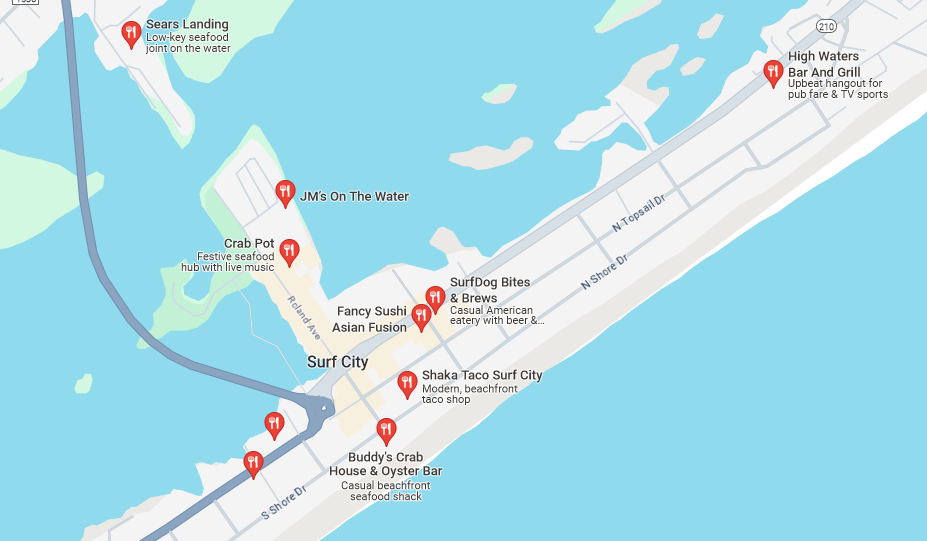 Sears Landing
Low-key seafood
joint on the water
210
High Waters
Bar And Grill
Upbeat hangout for
pub fare & TV sports
JM's On The Water
N Topsail Dr
Crab Pot
Festive seafood
hub with live music
N Shore Dr
SurfDog Bites
& Brews
Casual American
eatery with beer &...
Roland Ave
Fancy Sushi
Asian Fusion
Surf City
Shaka Taco Surf City
Modern, beachfront
taco shop
Buddy's Crab
House & Oyster Bar
Casual beachfront
seafood shack
S Shore Dr